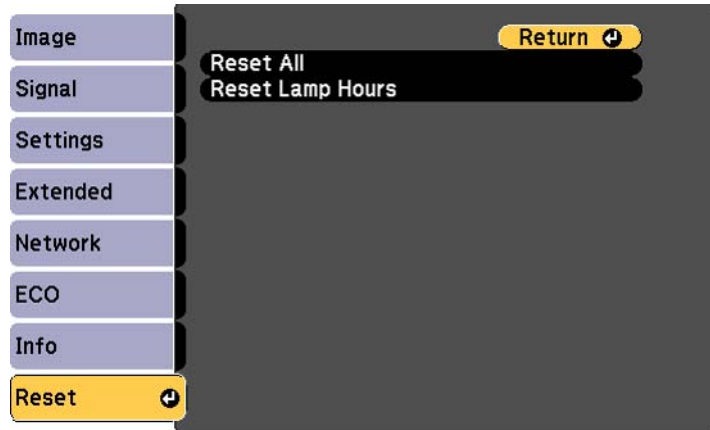 Image
Signal
Settings
Extended
Network
ECO
Info
Reset
Return
Reset All
Reset Lamp Hours